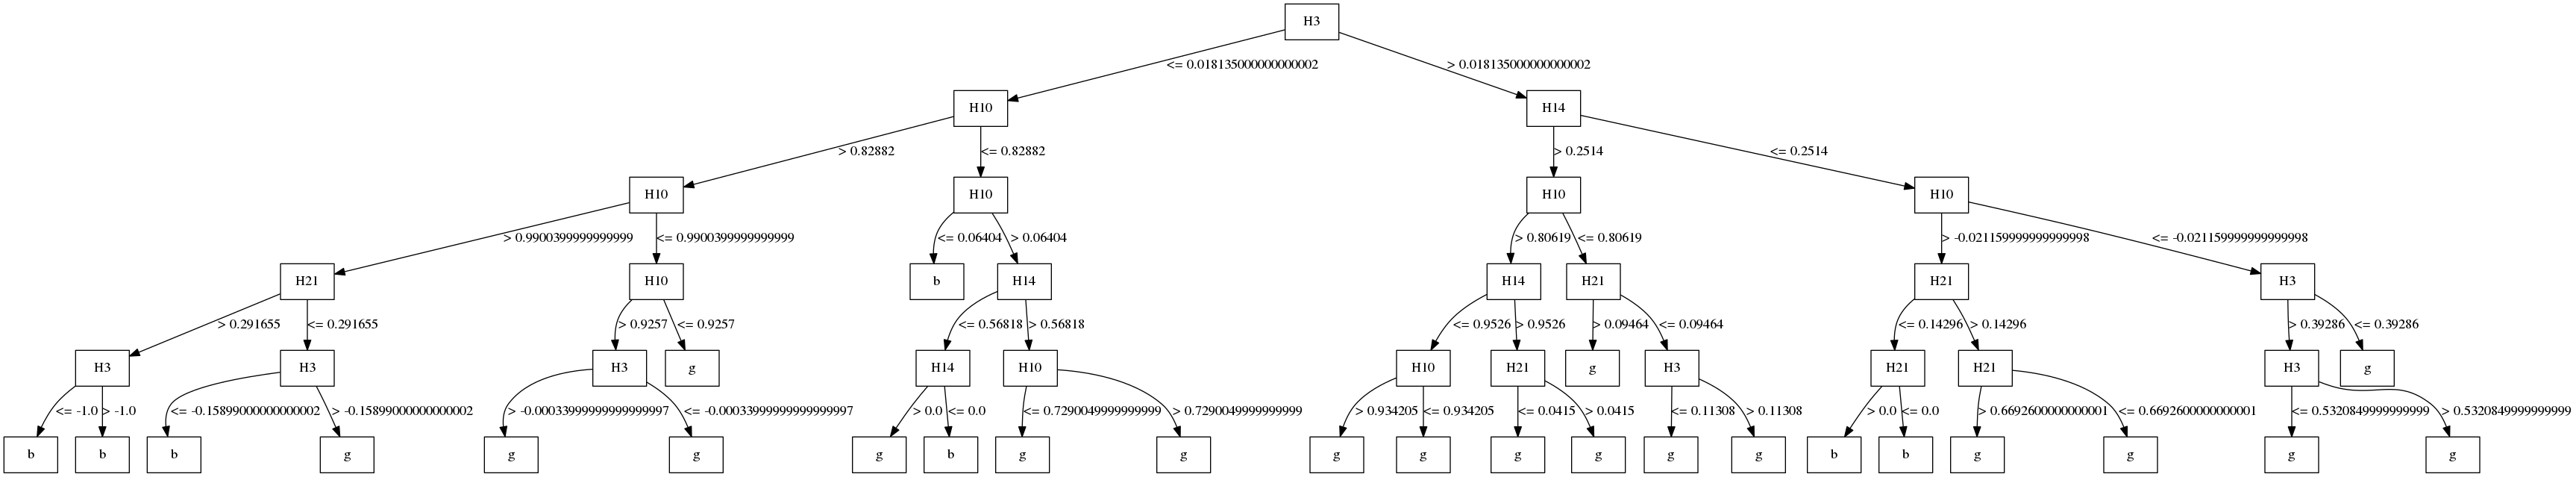 H3
<= 0.018135000000000002 > 0.018135000000000002
H10 H14
> 0.82882 <= 0.82882 > 0.2514 <= 0.2514
H10 H10 H10 H10
> 0.9900399999999999 <= 0.9900399999999999 <= 0.06404 > 0.06404 > 0.80619 <= 0.80619 > -0.021159999999999998 <= -0.021159999999999998
H21 H10 b H14 H14 H21 H21 H3
> 0.291655 <= 0.291655 > 0.9257 <= 0.9257 <= 0.56818 > 0.56818 <= 0.9526 > 0.9526 > 0.09464 <= 0.09464 <= 0.14296 > 0.14296 > 0.39286 <= 0.39286
H3 H3 H3 g H14 H10 H10 H21 g H3 H21 H21 H3 g
<= -1.0 > -1.0 <= -0.15899000000000002 > -0.15899000000000002 > -0.00033999999999999997 <= -0.00033999999999999997 > 0.0 <= 0.0 <= 0.7290049999999999 > 0.7290049999999999 > 0.934205 <= 0.934205 <= 0.0415 > 0.0415 <= 0.11308 > 0.11308 > 0.0 <= 0.0 > 0.6692600000000001 <= 0.6692600000000001 <= 0.5320849999999999 > 0.5320849999999999
b b b g g g g b g g g g g g g g b b g g g g